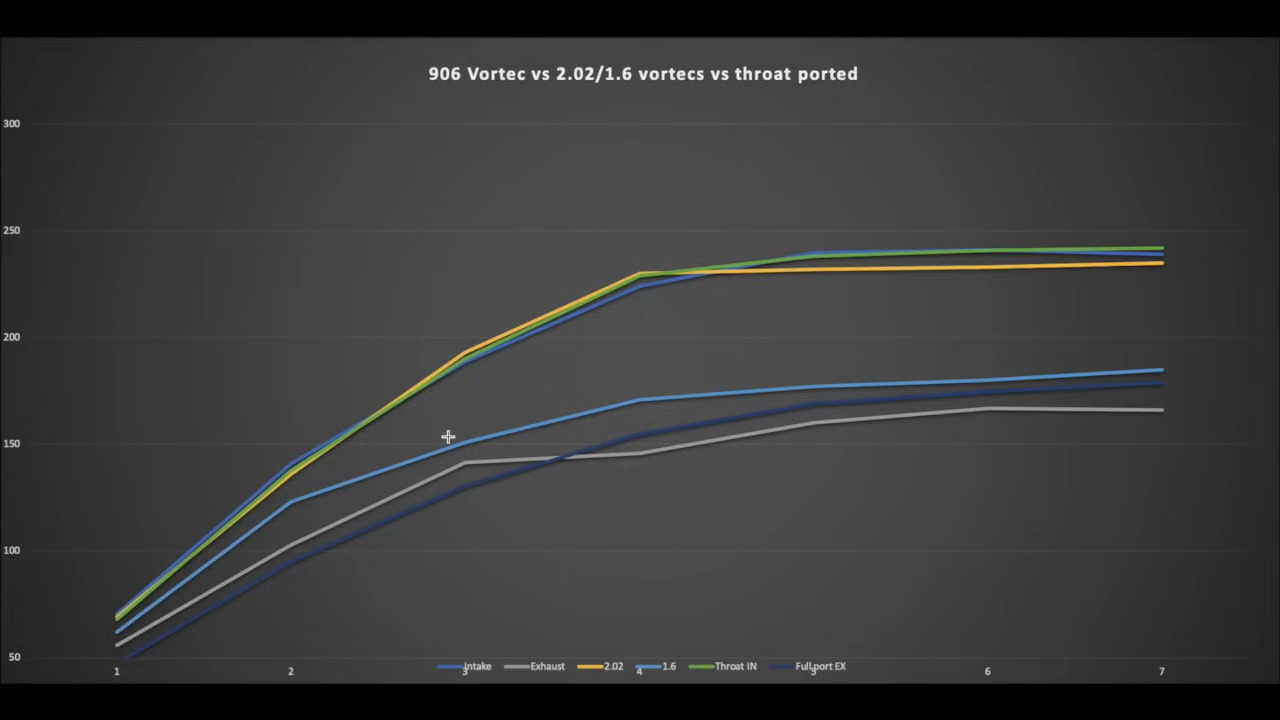 906 Vortec vs 2.02/1.6 vortecs vs throat ported
300
250
200
150
100
50
Intake Exhaust 2.02 1.6 Throat IN Full port EX
1 2 3 4 5 6 7